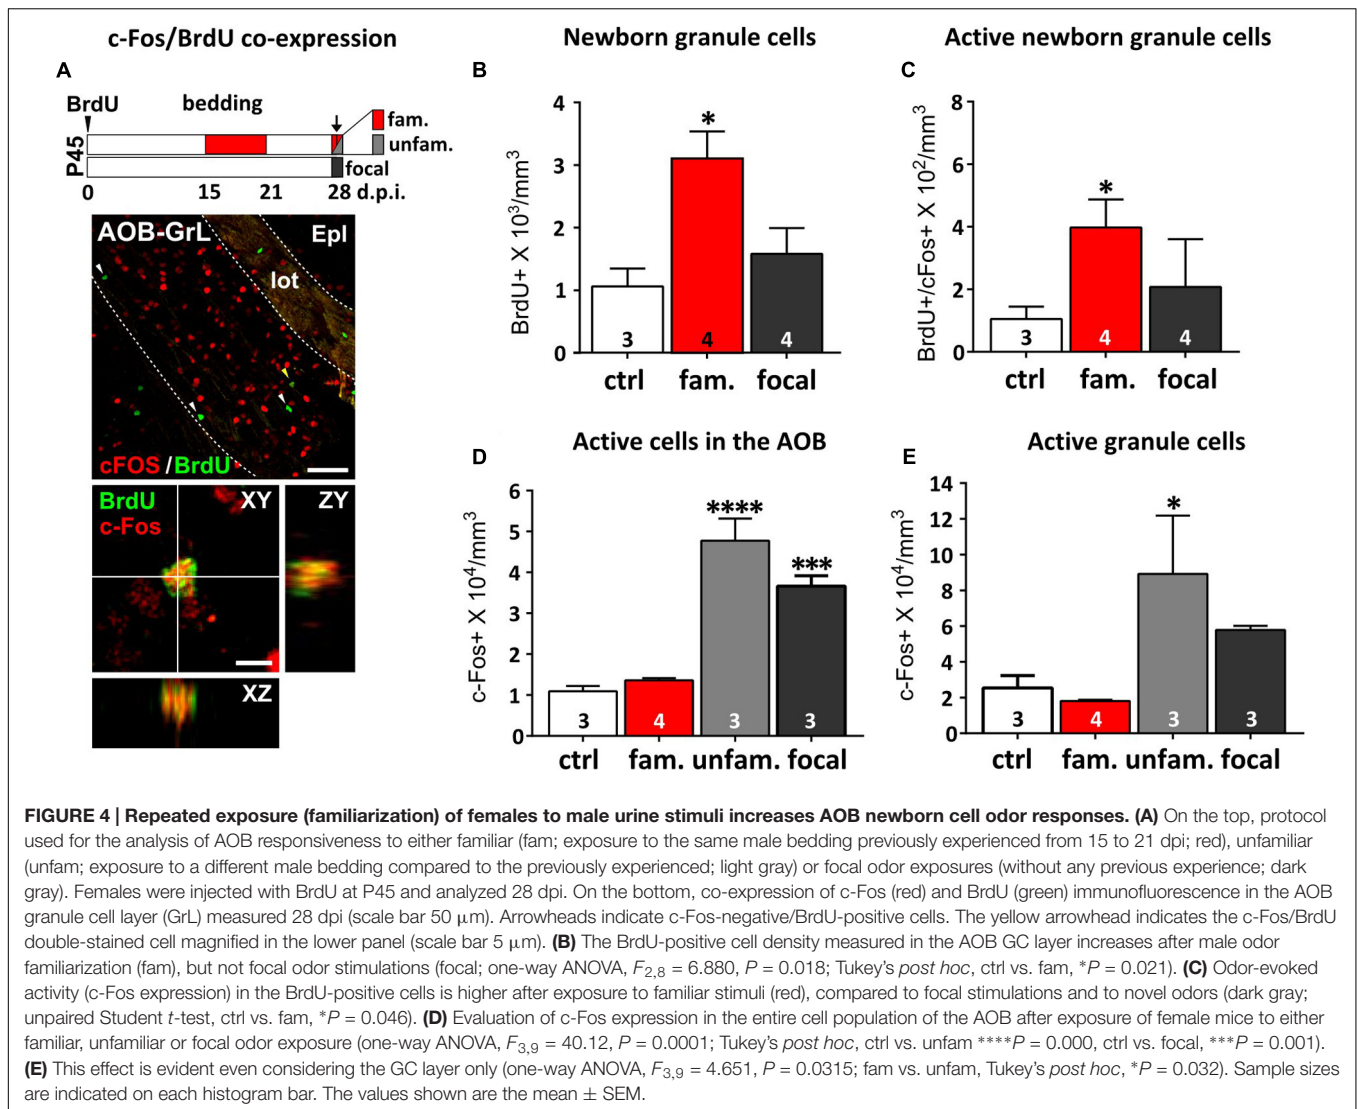 c-Fos/BrdU co-expression
A
BrdU
bedding
fam.
unfam.
focal
P45
0 15 21 28 d.p.i.
AOB-GrL
Epl
lot
cFOS /BrdU
BrdU
c-Fos
XY
ZY
XZ
Newborn granule cells
B
BrdU+ X 10³/mm³
4
3
2
1
0
3 4 4
ctrl fam. focal
*
Active newborn granule cells
C
BrdU+/cFos+ X 10²/mm³
8
6
4
2
0
3 4 4
ctrl fam. focal
*
Active cells in the AOB
D
c-Fos+ X 10⁴/mm³
6
5
4
3
2
1
0
3 4 3 3
ctrl fam. unfam. focal
**** ***
Active granule cells
E
c-Fos+ X 10⁴/mm³
14
12
10
8
6
4
2
0
3 4 3 3
ctrl fam. unfam. focal
*
FIGURE 4 | Repeated exposure (familiarization) of females to male urine stimuli increases AOB newborn cell odor responses. (A) On the top, protocol
used for the analysis of AOB responsiveness to either familiar (fam; exposure to the same male bedding previously experienced from 15 to 21 dpi; red), unfamiliar
(unfam; exposure to a different male bedding compared to the previously experienced; light gray) or focal odor exposures (without any previous experience; dark
gray). Females were injected with BrdU at P45 and analyzed 28 dpi. On the bottom, co-expression of c-Fos (red) and BrdU (green) immunofluorescence in the AOB
granule cell layer (GrL) measured 28 dpi (scale bar 50 μm). Arrowheads indicate c-Fos-negative/BrdU-positive cells. The yellow arrowhead indicates the c-Fos/BrdU
double-stained cell magnified in the lower panel (scale bar 5 μm). (B) The BrdU-positive cell density measured in the AOB GC layer increases after male odor
familiarization (fam), but not focal odor stimulations (focal; one-way ANOVA, F2,8 = 6.880, P = 0.018; Tukey's post hoc, ctrl vs. fam, *P = 0.021). (C) Odor-evoked
activity (c-Fos expression) in the BrdU-positive cells is higher after exposure to familiar stimuli (red), compared to focal stimulations and to novel odors (dark gray;
unpaired Student t-test, ctrl vs. fam, *P = 0.046). (D) Evaluation of c-Fos expression in the entire cell population of the AOB after exposure of female mice to either
familiar, unfamiliar or focal odor exposure (one-way ANOVA, F3,9 = 40.12, P = 0.0001; Tukey's post hoc, ctrl vs. unfam ****P = 0.000, ctrl vs. focal, ***P = 0.001).
(E) This effect is evident even considering the GC layer only (one-way ANOVA, F3,9 = 4.651, P = 0.0315; fam vs. unfam, Tukey's post hoc, *P = 0.032). Sample sizes
are indicated on each histogram bar. The values shown are the mean ± SEM.